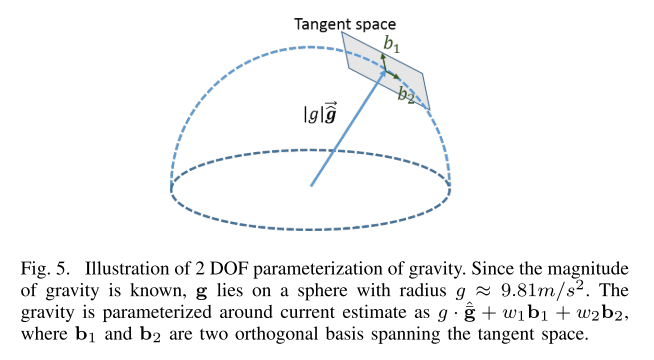 Tangent space
b₁
b₂
|g|ĝ⃗
Fig. 5. Illustration of 2 DOF parameterization of gravity. Since the magnitude
of gravity is known, g lies on a sphere with radius g ≈ 9.81m/s². The
gravity is parameterized around current estimate as g · ĝ̄ + w₁b₁ + w₂b₂,
where b₁ and b₂ are two orthogonal basis spanning the tangent space.